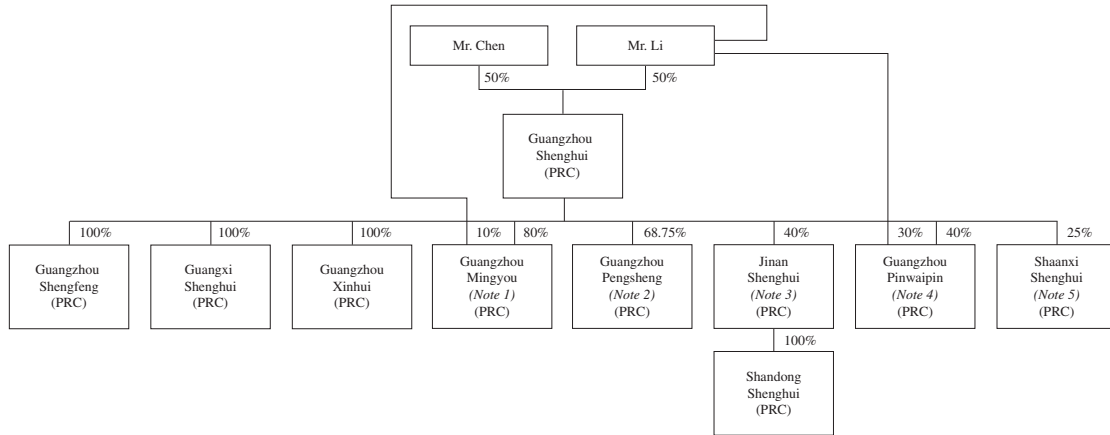 Mr. Chen
Mr. Li
50%
50%
Guangzhou
Shenghui
(PRC)
100%
100%
100%
10%
80%
68.75%
40%
30%
40%
25%
Guangzhou
Shengfeng
(PRC)
Guangxi
Shenghui
(PRC)
Guangzhou
Xinhui
(PRC)
Guangzhou
Mingyou
(Note 1)
(PRC)
Guangzhou
Pengsheng
(Note 2)
(PRC)
Jinan
Shenghui
(Note 3)
(PRC)
Guangzhou
Pinwaipin
(Note 4)
(PRC)
Shaanxi
Shenghui
(Note 5)
(PRC)
100%
Shandong
Shenghui
(PRC)